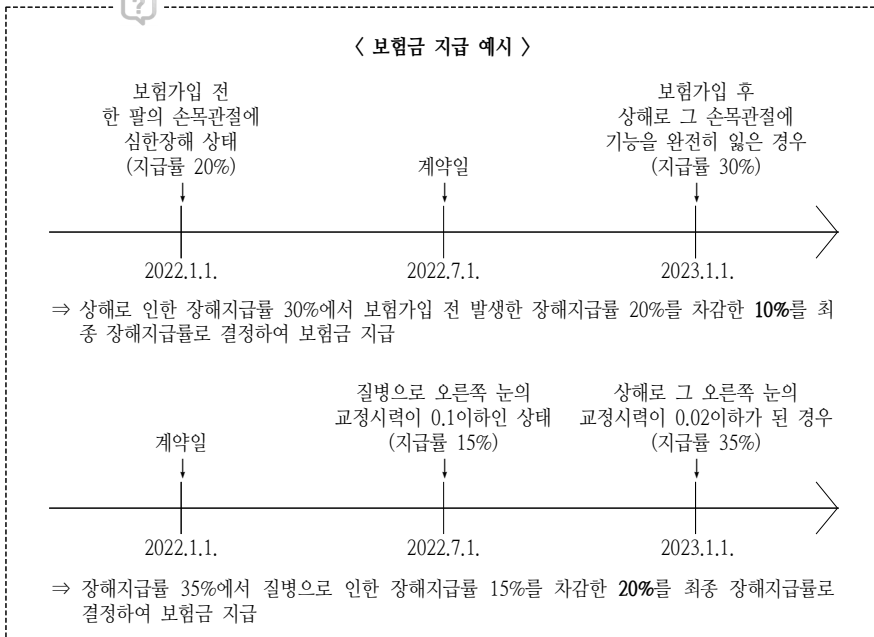 ?
〈 보험금 지급 예시 〉
보험가입 전
한 팔의 손목관절에
심한장해 상태
(지급률 20%)
계약일
보험가입 후
상해로 그 손목관절에
기능을 완전히 잃은 경우
(지급률 30%)
2022.1.1.
2022.7.1.
2023.1.1.
⇒ 상해로 인한 장해지급률 30%에서 보험가입 전 발생한 장해지급률 20%를 차감한 10%를 최
종 장해지급률로 결정하여 보험금 지급
계약일
질병으로 오른쪽 눈의
교정시력이 0.1이하인 상태
(지급률 15%)
상해로 그 오른쪽 눈의
교정시력이 0.02이하가 된 경우
(지급률 35%)
2022.1.1.
2022.7.1.
2023.1.1.
⇒ 장해지급률 35%에서 질병으로 인한 장해지급률 15%를 차감한 20%를 최종 장해지급률로
결정하여 보험금 지급